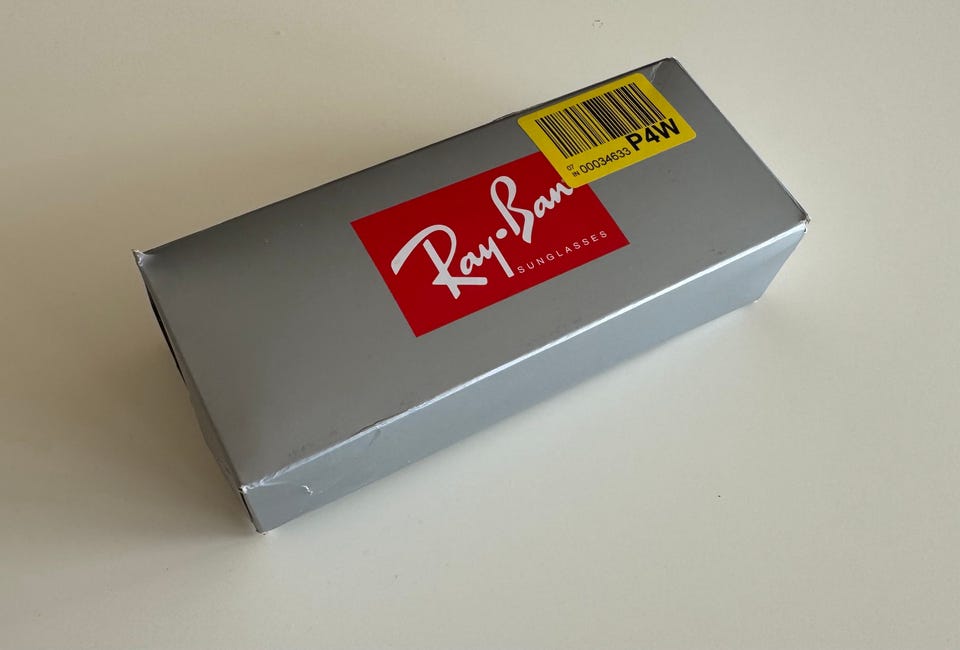 07
IN 00034633 P4W
Ray·Ban
SUNGLASSES